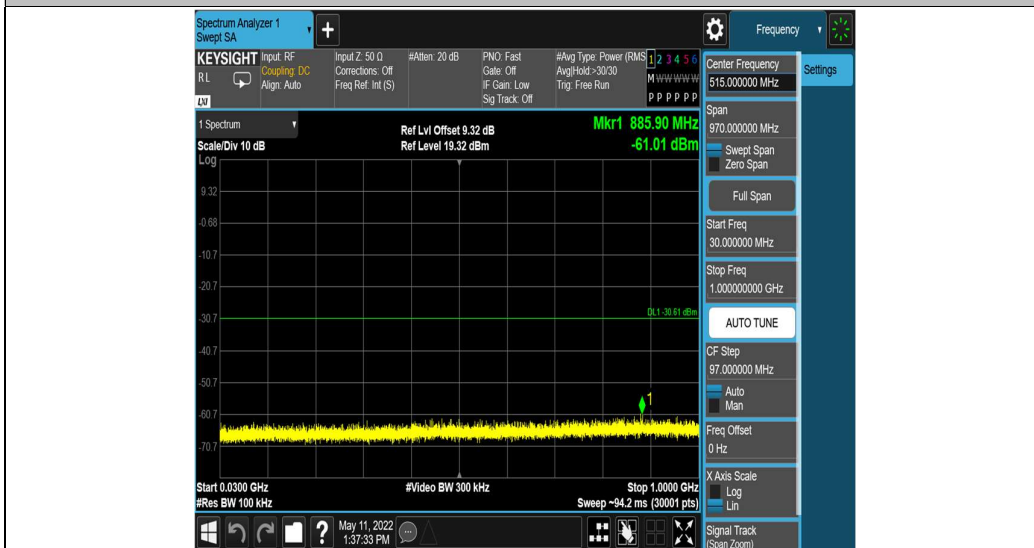 Spectrum Analyzer 1
Swept SA
+
Frequency
KEYSIGHT
RL
LXI
Input: RF
Coupling: DC
Align: Auto
Input Z: 50 Ω
Corrections: Off
Freq Ref: Int (S)
#Atten: 20 dB
PNO: Fast
Gate: Off
IF Gain: Low
Sig Track: Off
#Avg Type: Power (RMS
Avg|Hold:>30/30
Trig: Free Run
1 2 3 4 5 6
M W W W W W
P P P P P P
1 Spectrum
Scale/Div 10 dB
Ref Lvl Offset 9.32 dB
Ref Level 19.32 dBm
Mkr1 885.90 MHz
-61.01 dBm
Log
9.32
-0.68
-10.7
-20.7
-30.7
-40.7
-50.7
-60.7
-70.7
DL1 -30.61 dBm
1
Start 0.0300 GHz
#Res BW 100 kHz
#Video BW 300 kHz
Stop 1.0000 GHz
Sweep ~94.2 ms (30001 pts)
?
May 11, 2022
1:37:33 PM
Center Frequency
515.000000 MHz
Settings
Span
970.000000 MHz
Swept Span
Zero Span
Full Span
Start Freq
30.000000 MHz
Stop Freq
1.000000000 GHz
AUTO TUNE
CF Step
97.000000 MHz
Auto
Man
Freq Offset
0 Hz
X Axis Scale
Log
Lin
Signal Track
(Span Zoom)